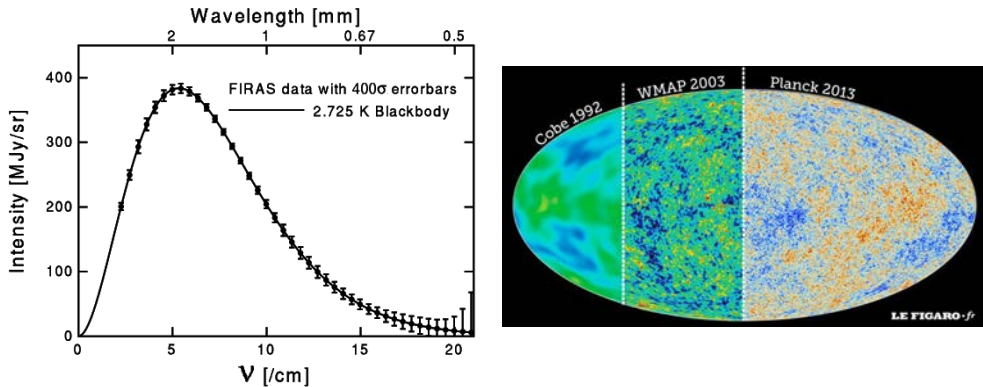 Wavelength [mm]
2 1 0.67 0.5
400
300
200
100
0
Intensity [MJy/sr]
FIRAS data with 400σ errorbars
2.725 K Blackbody
0 5 10 15 20
ν [/cm]
Cobe 1992
WMAP 2003
Planck 2013
LE FIGARO·fr